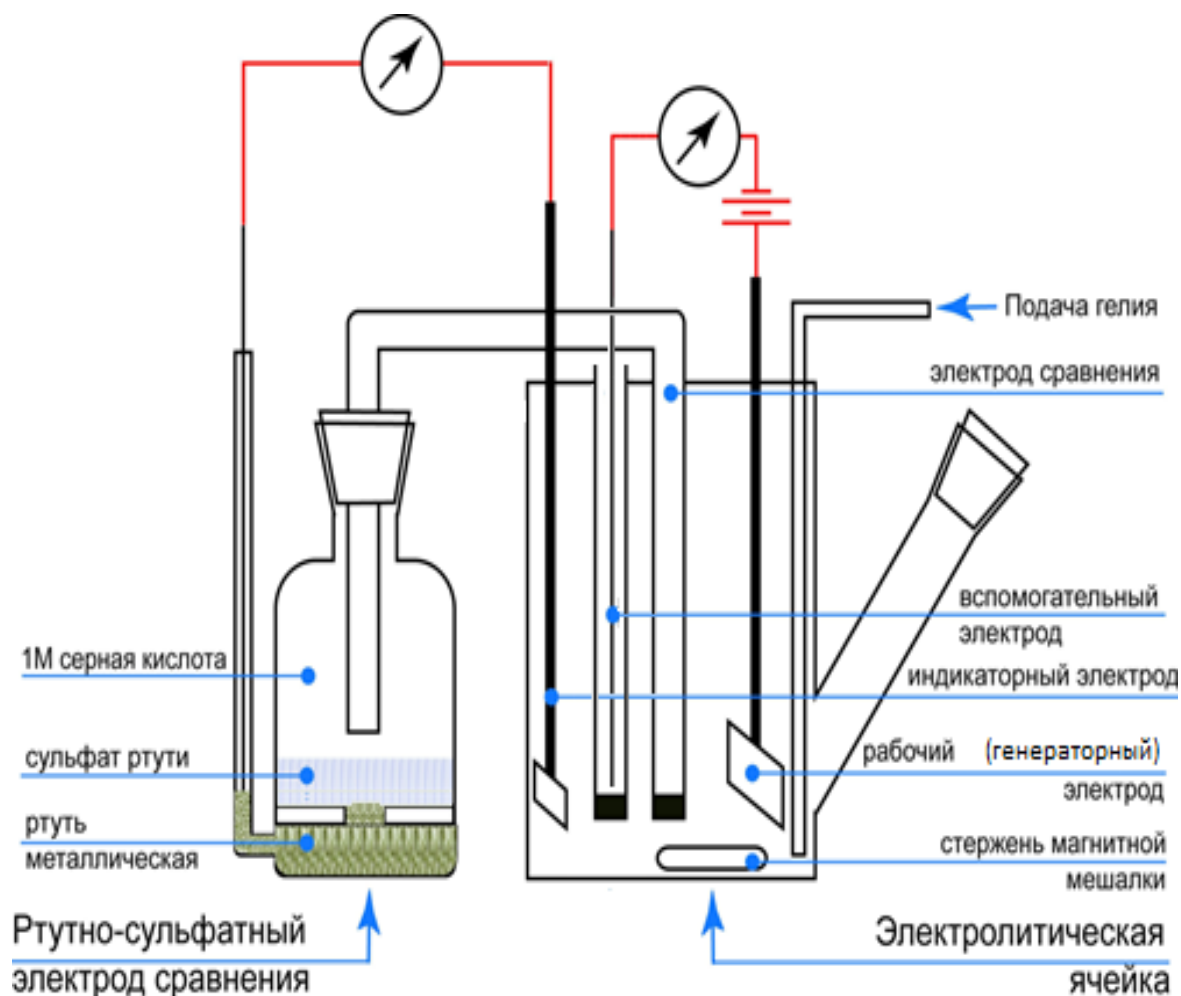 Подача гелия
электрод сравнения
вспомогательный
электрод
индикаторный электрод
рабочий (генераторный)
электрод
стержень магнитной
мешалки
1М серная кислота
сульфат ртути
ртуть
металлическая
Ртутно-сульфатный
электрод сравнения
Электролитическая
ячейка